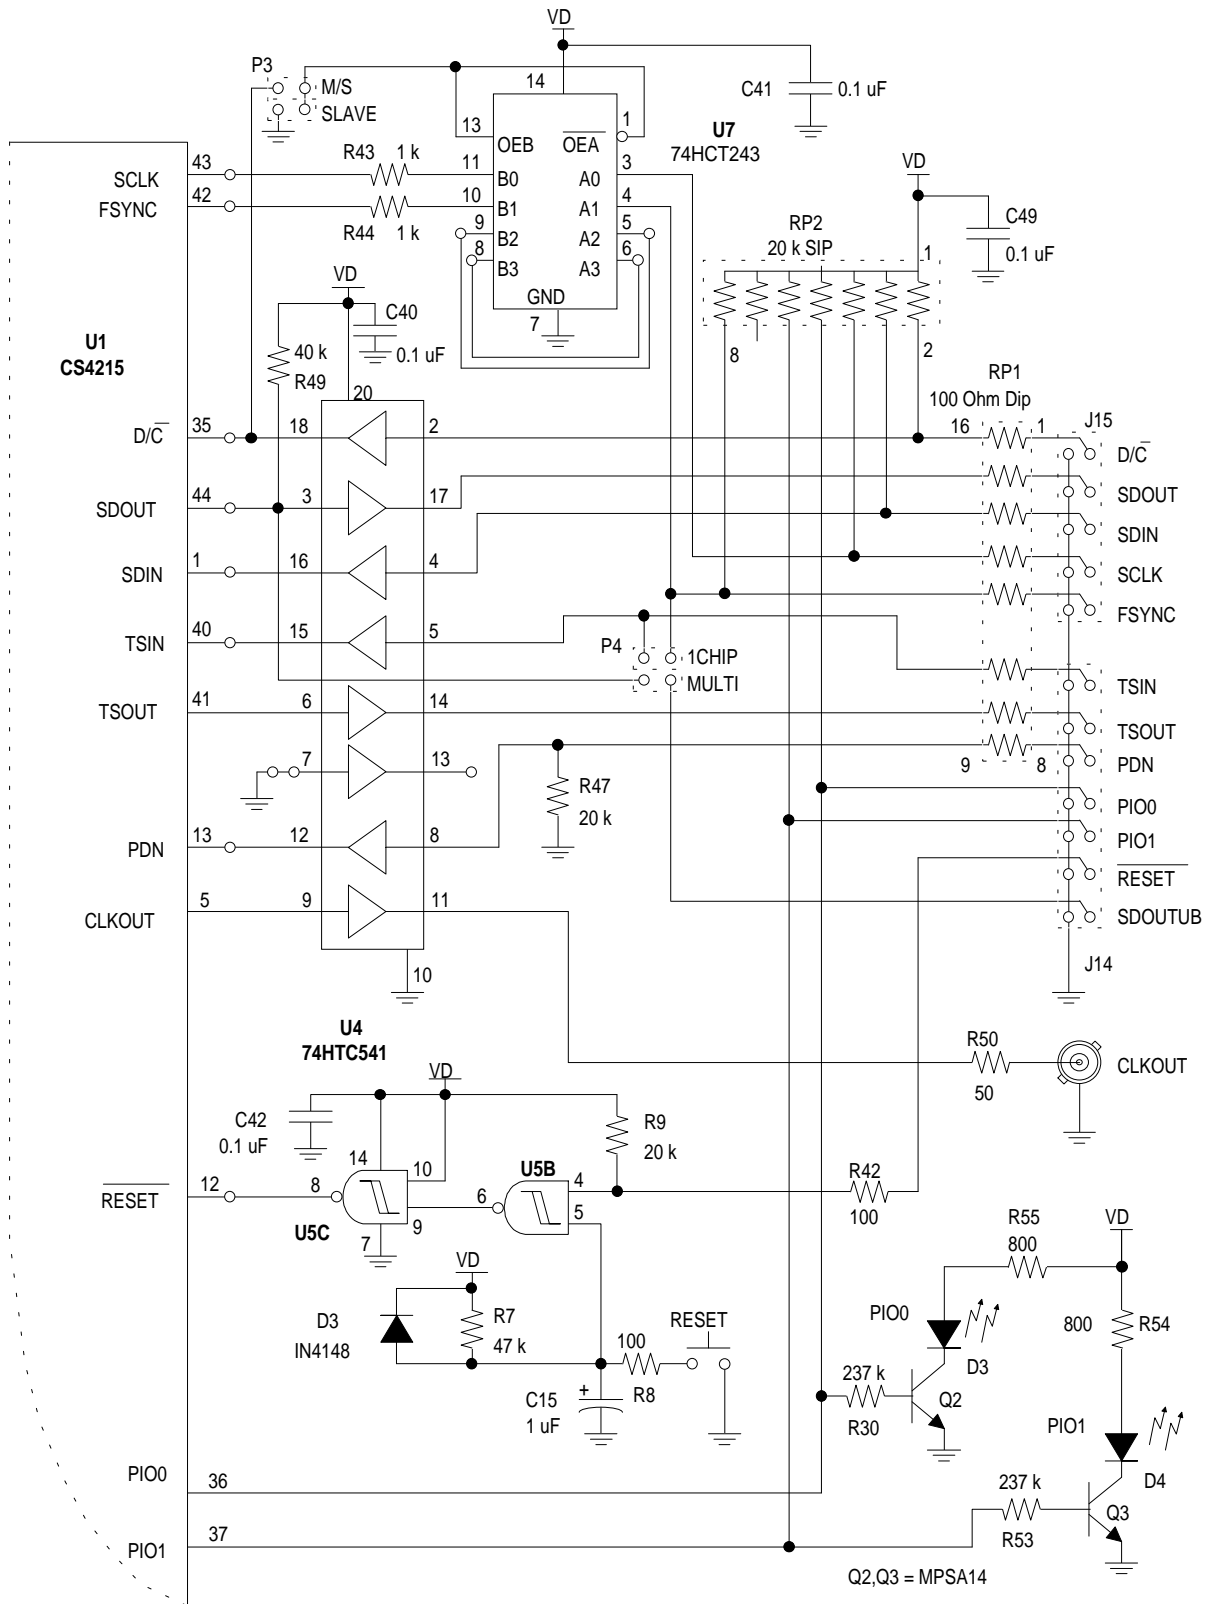 VD
P3
M/S
SLAVE
14
C41
0.1 uF
13
OEB
OEA
1
U7
74HCT243
SCLK
43
R43
1 k
11
B0
A0
3
VD
FSYNC
42
R44
1 k
10
B1
A1
4
9
B2
A2
5
8
B3
A3
6
RP2
20 k SIP
1
C49
0.1 uF
GND
7
VD
C40
0.1 uF
U1
CS4215
40 k
R49
8
2
RP1
100 Ohm Dip
20
D/C
35
18
2
16
1
J15
D/C
SDOUT
44
3
17
SDOUT
SDIN
1
16
4
SDIN
SCLK
FSYNC
TSIN
40
15
5
P4
1CHIP
MULTI
TSIN
TSOUT
41
6
14
TSOUT
7
13
9
8
PDN
R47
20 k
PIO0
PDN
13
12
8
PIO1
RESET
CLKOUT
5
9
11
SDOUTUB
10
J14
U4
74HTC541
R50
50
CLKOUT
VD
C42
0.1 uF
R9
20 k
14
10
U5B
4
R42
100
RESET
12
8
6
5
U5C
7
9
R55
800
VD
VD
D3
IN4148
R7
47 k
100
R8
RESET
PIO0
D3
800
R54
C15
+
1 uF
237 k
R30
Q2
PIO1
D4
PIO0
36
237 k
R53
Q3
PIO1
37
Q2,Q3 = MPSA14